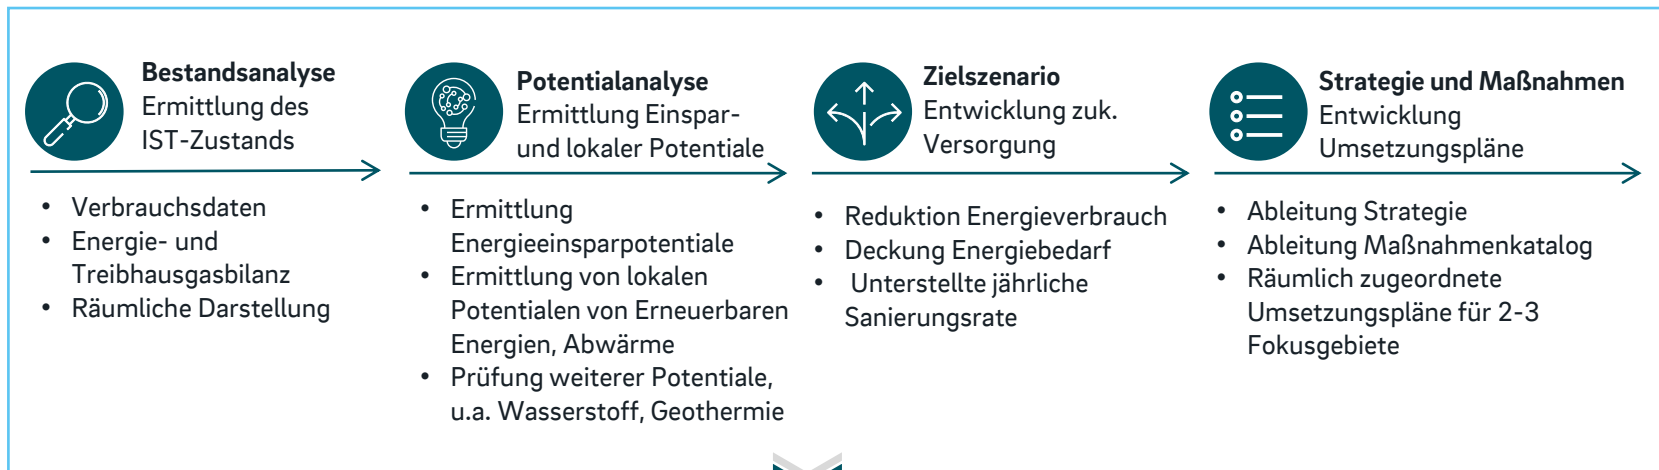 Bestandsanalyse
Ermittlung des
IST-Zustands
• Verbrauchsdaten
• Energie- und
Treibhausgasbilanz
• Räumliche Darstellung
Potentialanalyse
Ermittlung Einspar-
und lokaler Potentiale
• Ermittlung
Energieeinsparpotentiale
• Ermittlung von lokalen
Potentialen von Erneuerbaren
Energien, Abwärme
• Prüfung weiterer Potentiale,
u.a. Wasserstoff, Geothermie
Zielszenario
Entwicklung zuk.
Versorgung
• Reduktion Energieverbrauch
• Deckung Energiebedarf
• Unterstellte jährliche
Sanierungsrate
Strategie und Maßnahmen
Entwicklung
Umsetzungspläne
• Ableitung Strategie
• Ableitung Maßnahmenkatalog
• Räumlich zugeordnete
Umsetzungspläne für 2-3
Fokusgebiete